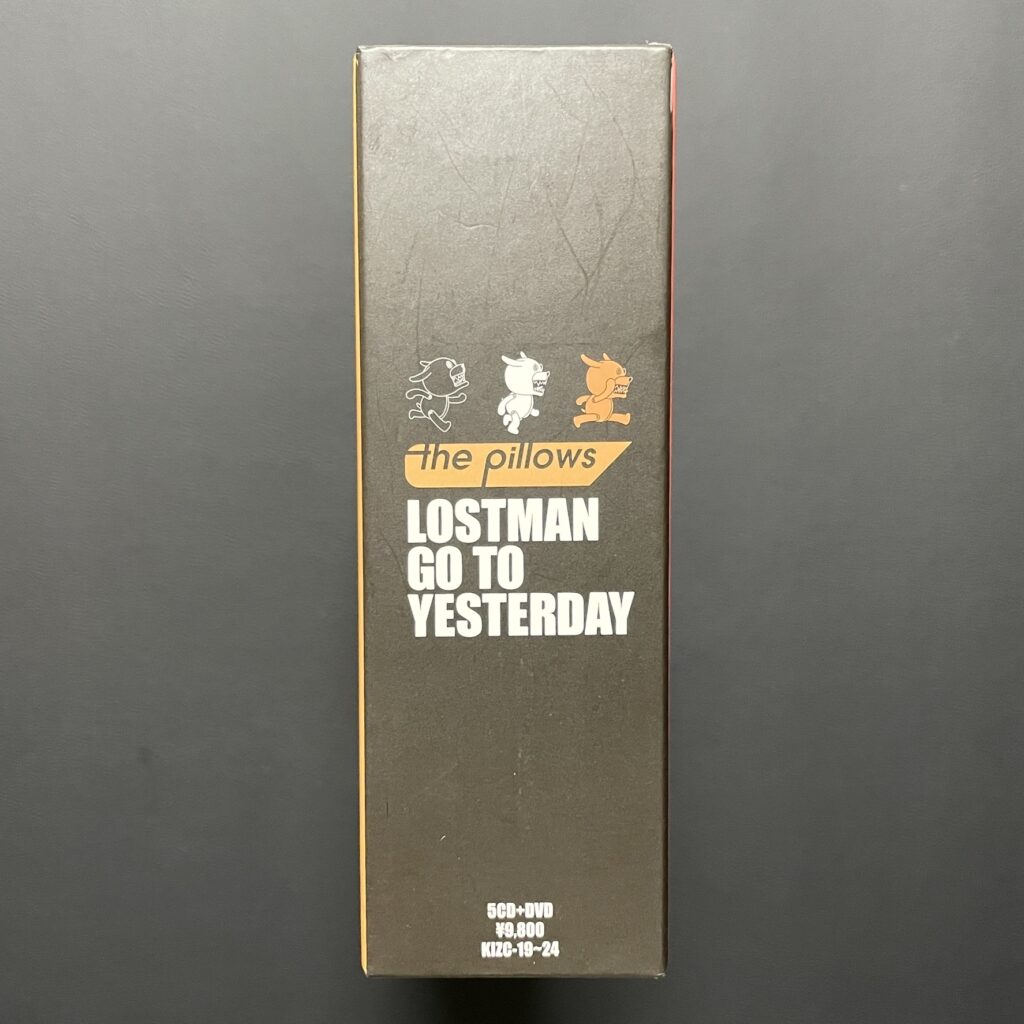 the pillows
LOSTMAN
GO TO
YESTERDAY
5CD+DVD
¥9,800
KIZC-19~24